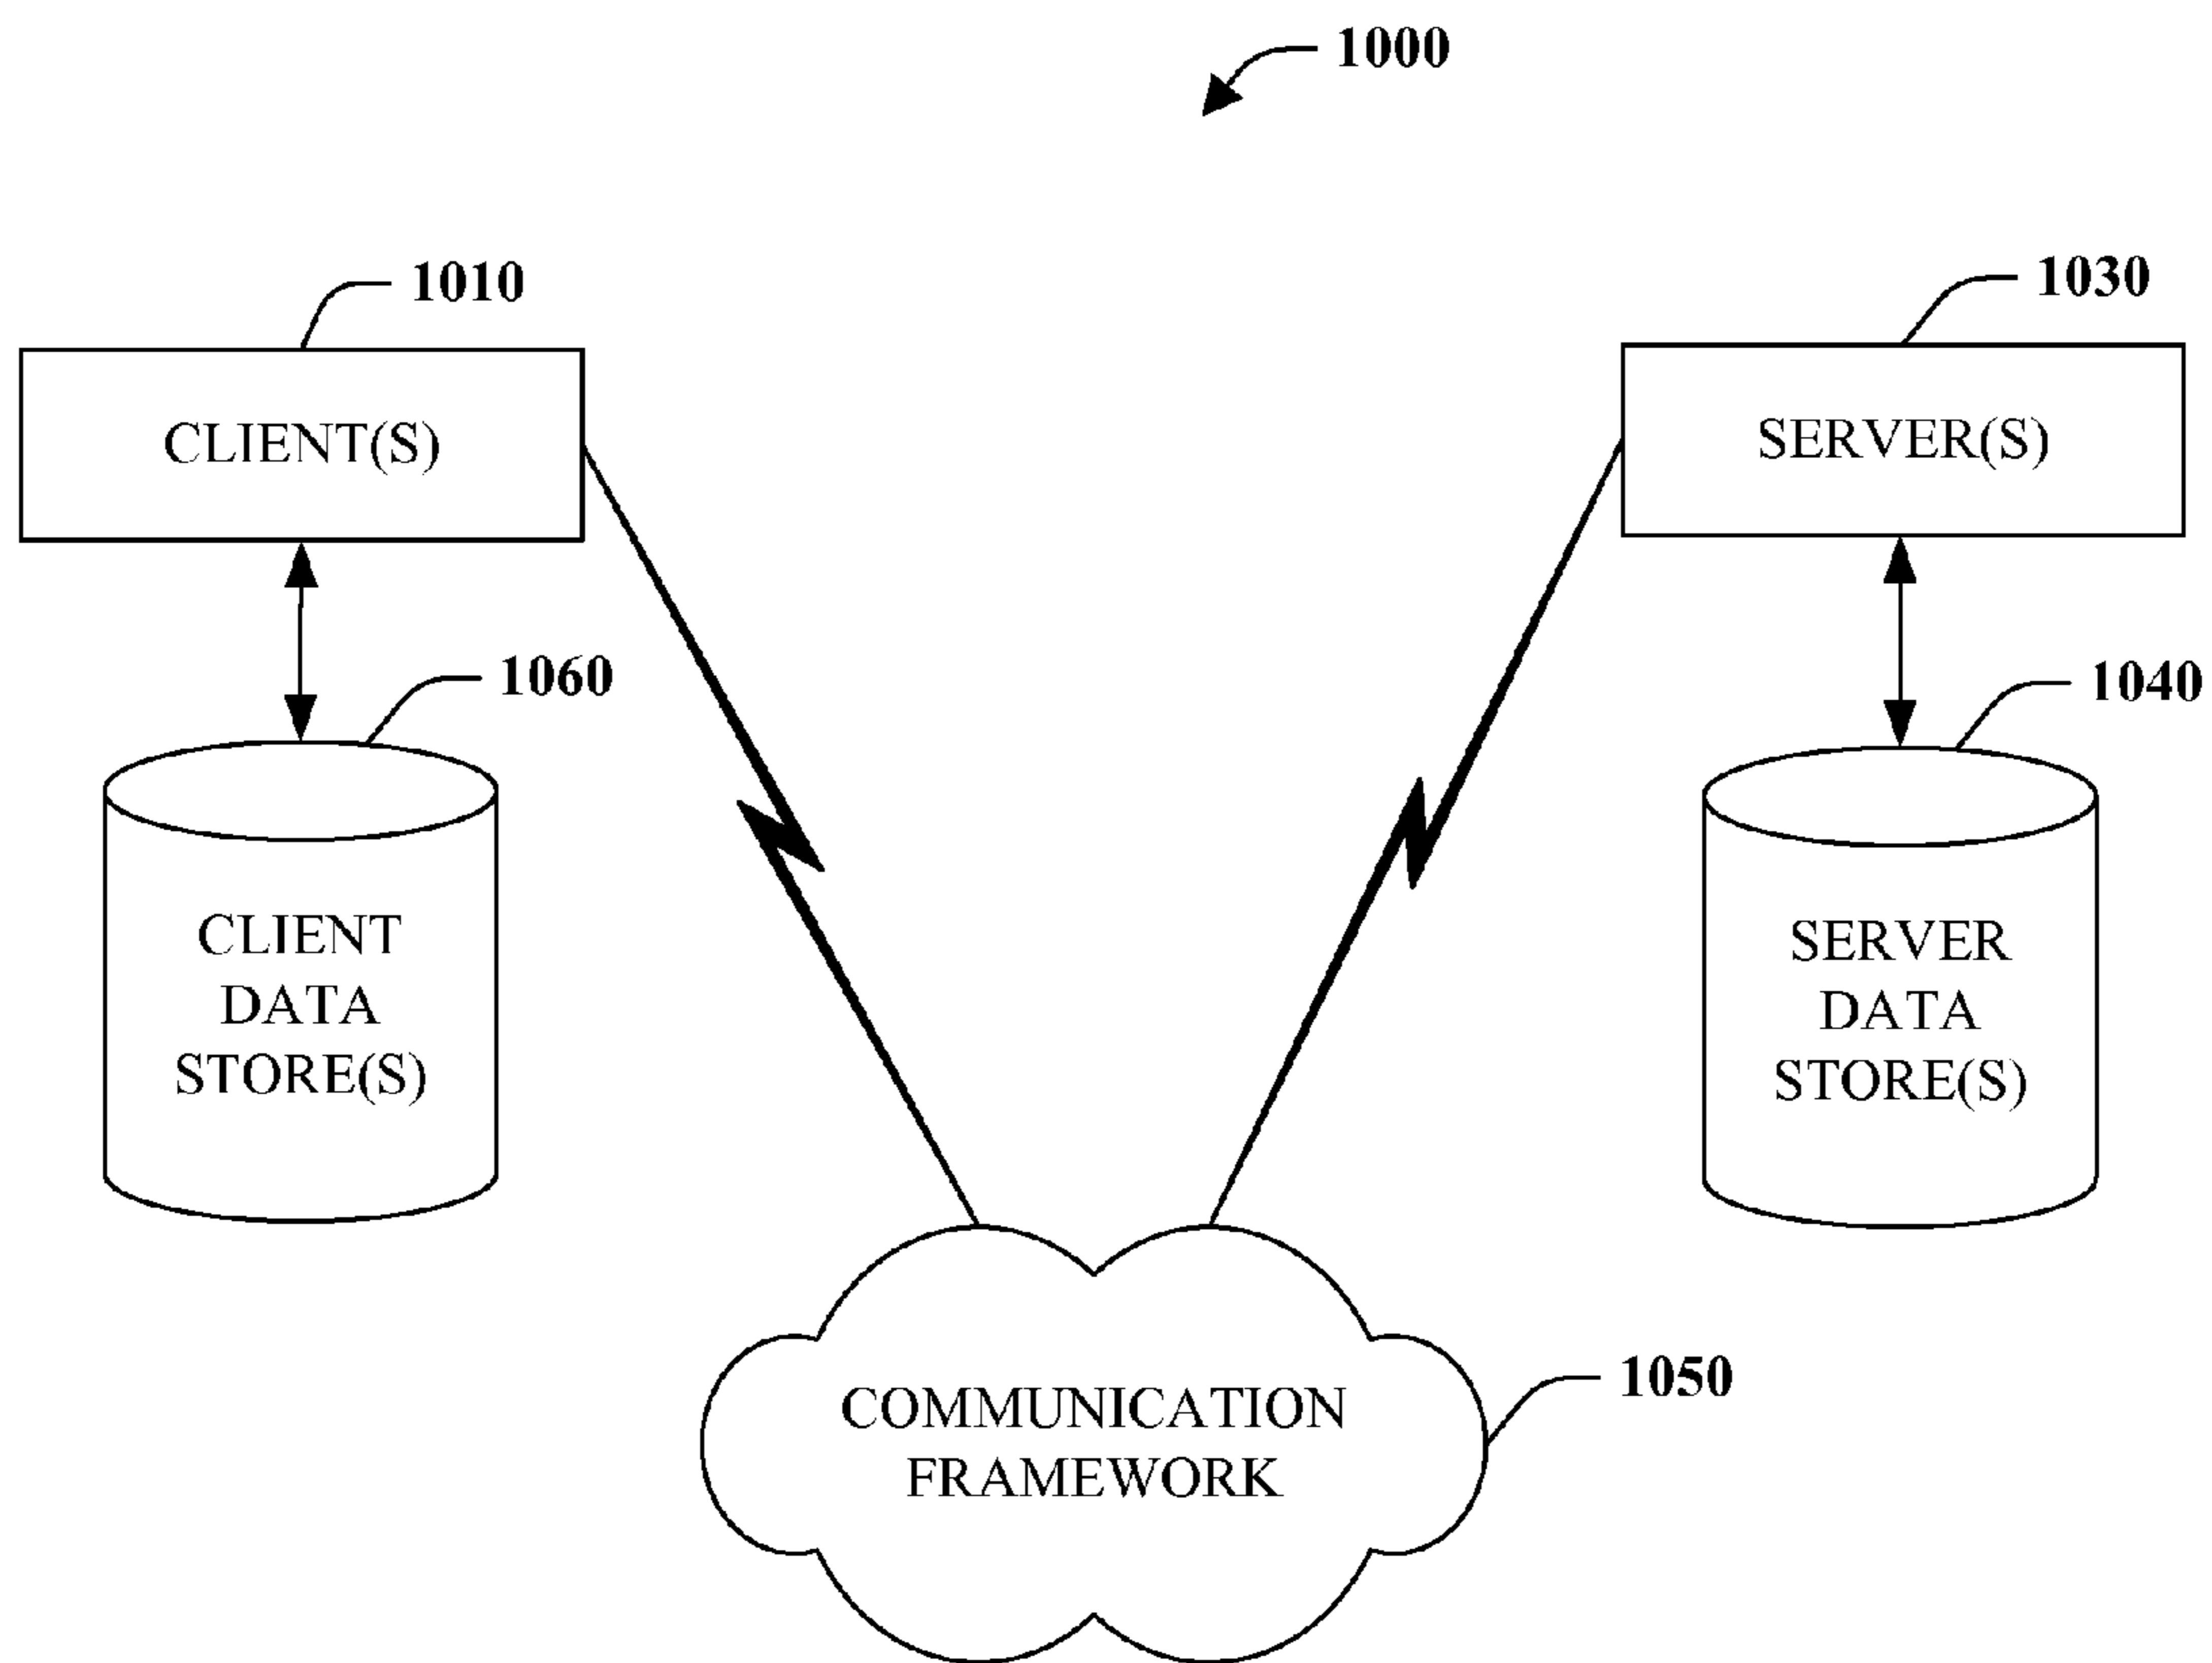 1000
1010
1030
CLIENT(S)
SERVER(S)
1060
1040
CLIENT
DATA
STORE(S)
SERVER
DATA
STORE(S)
1050
COMMUNICATION
FRAMEWORK